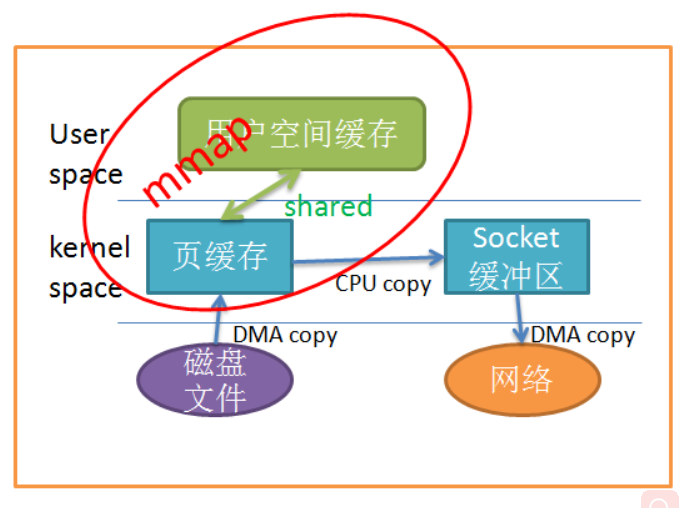 User
space
用户空间缓存
mmap
shared
kernel
space
页缓存
CPU copy
Socket
缓冲区
DMA copy
DMA copy
磁盘
文件
网络